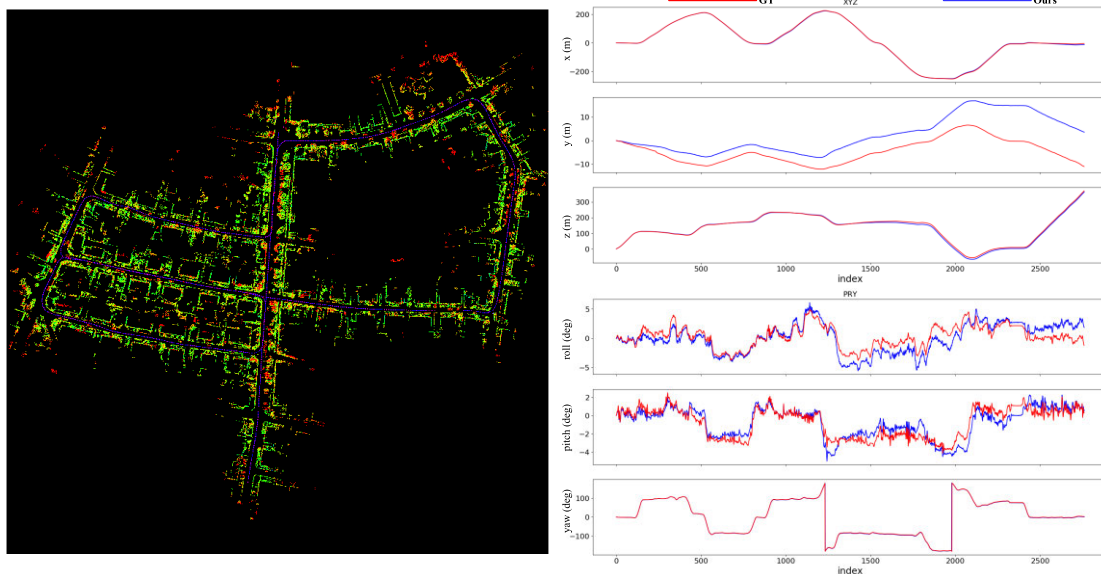 GT
Ours
XYZ
x (m)
200
0
−200
y (m)
10
0
−10
z (m)
300
200
100
0
0
500
1000
1500
2000
2500
index
PRY
roll (deg)
5
0
−5
pitch (deg)
2
0
−2
−4
yaw (deg)
100
0
−100
0
500
1000
1500
2000
2500
index